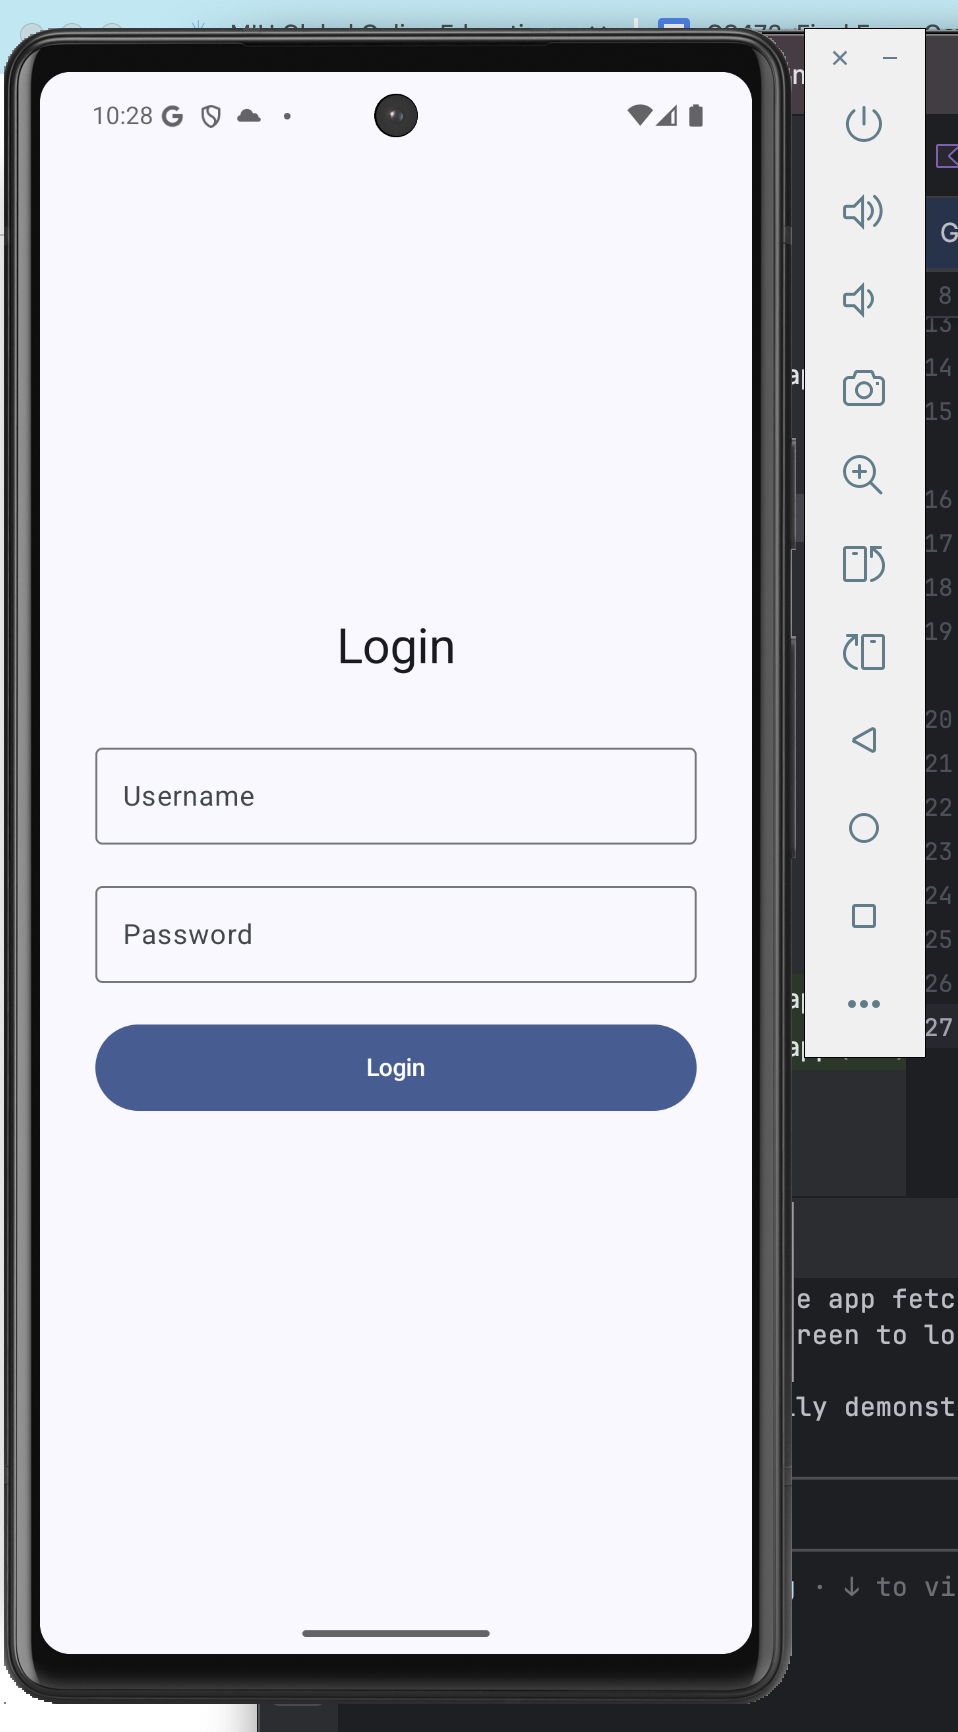 10:28
Login
Username
Password
Login
G
8
13
14
15
16
17
18
19
20
21
22
23
24
25
26
27
e app fetc
reen to lo
ly demonst
· ↓ to vi